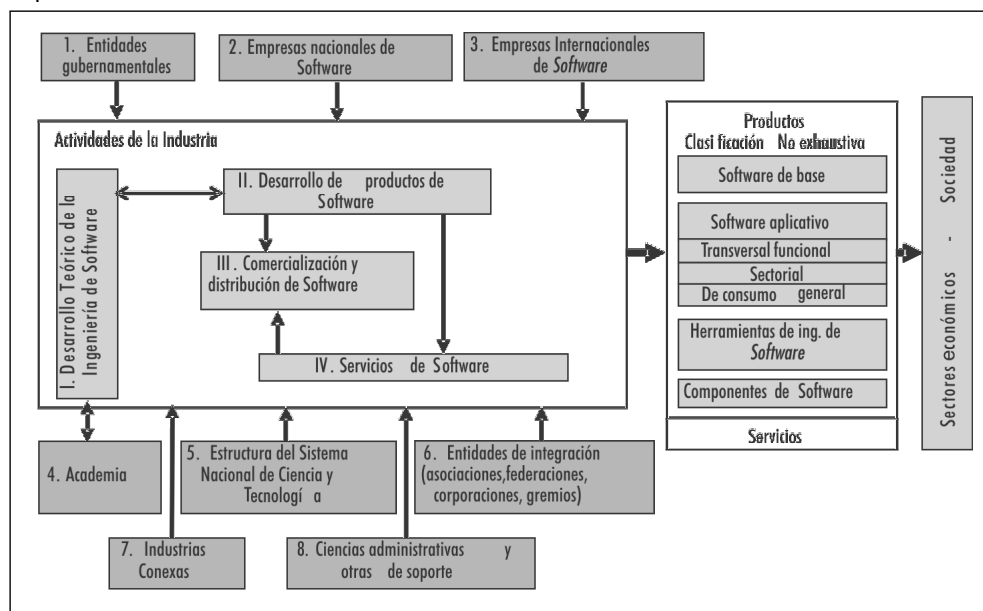 1. Entidades
gubernamentales
2. Empresas nacionales de
Software
3. Empresas Internacionales
de Software
Actividades de la Industria
I. Desarrollo Teórico de la
Ingeniería de Software
II. Desarrollo de productos de
Software
III. Comercialización y
distribución de Software
IV. Servicios de Software
Productos
Clasificación No exhaustiva
Software de base
Software aplicativo
Transversal funcional
Sectorial
De consumo general
Herramientas de ing. de
Software
Componentes de Software
Servicios
Sectores económicos - Sociedad
4. Academia
5. Estructura del Sistema
Nacional de Ciencia y
Tecnología
6. Entidades de integración
(asociaciones,federaciones,
corporaciones, gremios)
7. Industrias
Conexas
8. Ciencias administrativas y
otras de soporte